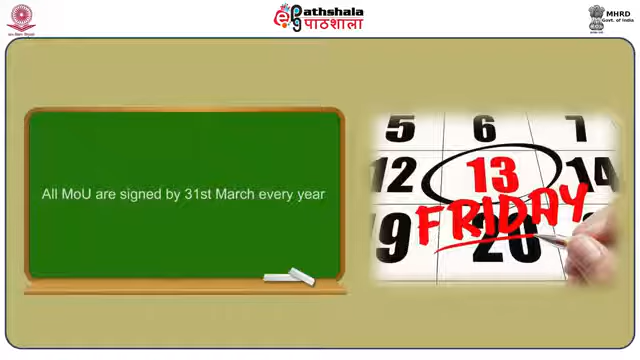 Pathshala
पाठशाला
MHRD
Govt. of India
All MoU are signed by 31st March every year
5 6 7
12 13 14
FRIDAY
19 20